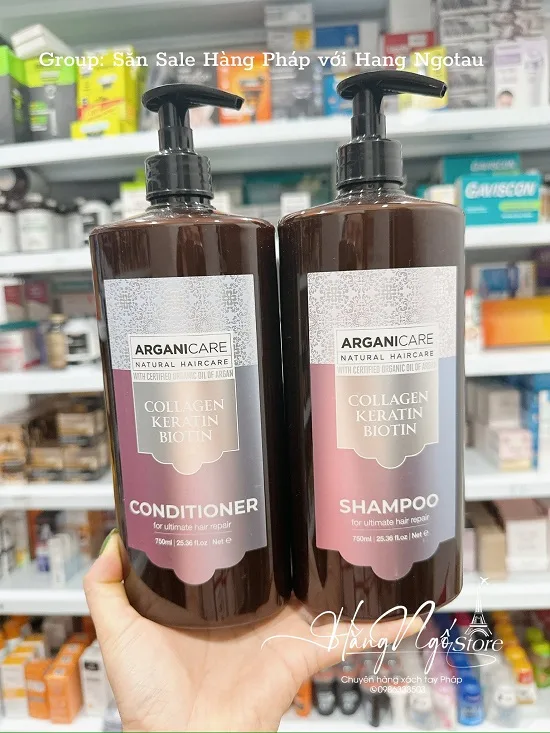 Group: Săn Sale Hàng Pháp với Hang Ngotau
GAVISCON
ARGANICARE
NATURAL HAIRCARE
WITH CERTIFIED ORGANIC OIL OF ARGAN
COLLAGEN
KERATIN
BIOTIN
CONDITIONER
for ultimate hair repair
750ml | 25.36 fl.oz | Net ℮
ARGANICARE
NATURAL HAIRCARE
WITH CERTIFIED ORGANIC OIL OF ARGAN
COLLAGEN
KERATIN
BIOTIN
SHAMPOO
for ultimate hair repair
750ml | 25.36 fl.oz | Net ℮
Hằng Ngố Store
Chuyên hàng xách tay Pháp